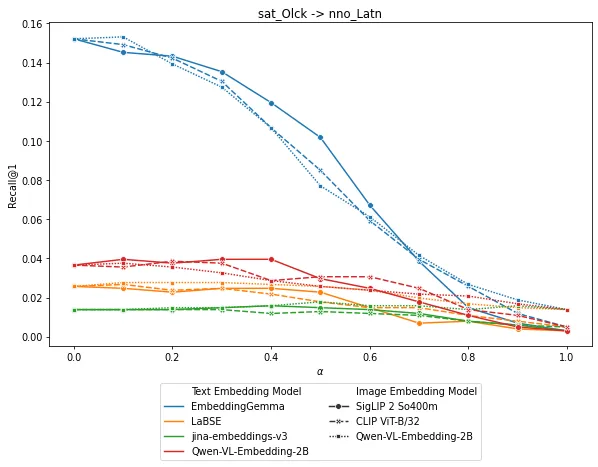 sat_Olck -> nno_Latn
0.16
0.14
0.12
0.10
0.08
0.06
0.04
0.02
0.00
Recall@1
0.0 0.2 0.4 0.6 0.8 1.0
α
Text Embedding Model
EmbeddingGemma
LaBSE
jina-embeddings-v3
Qwen-VL-Embedding-2B
Image Embedding Model
SigLIP 2 So400m
CLIP ViT-B/32
Qwen-VL-Embedding-2B